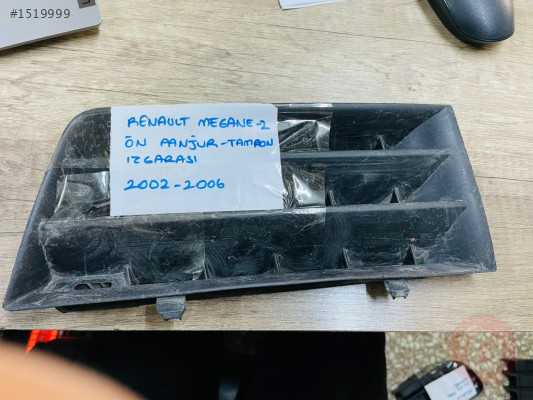 #1519999
RENAULT MEGANE-2
ÖN PANJUR-TAMPON
IZGARASI
2002-2006